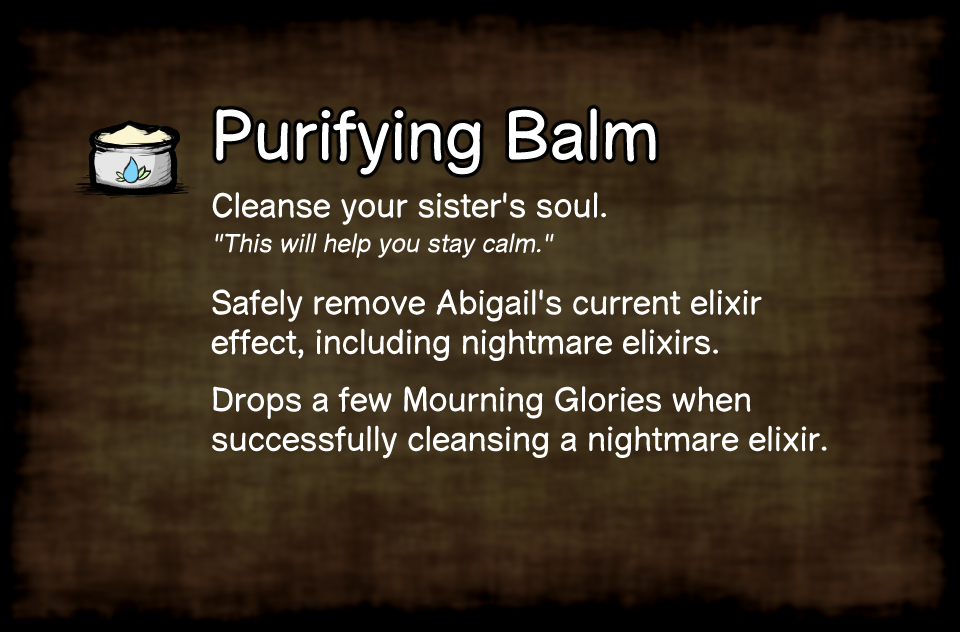 Purifying Balm
Cleanse your sister's soul.
"This will help you stay calm."
Safely remove Abigail's current elixir
effect, including nightmare elixirs.
Drops a few Mourning Glories when
successfully cleansing a nightmare elixir.